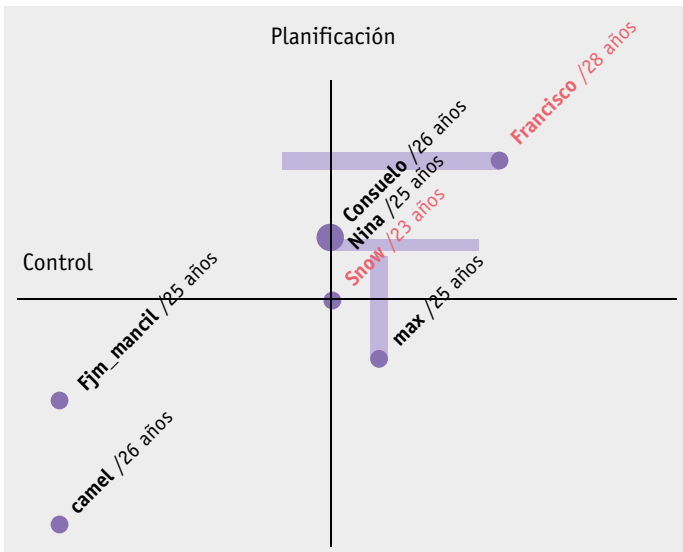 Planificación
Francisco /28 años
Consuelo /26 años
Nina /25 años
Snow /23 años
Control
max /25 años
Fjm_mancil /25 años
camel /26 años